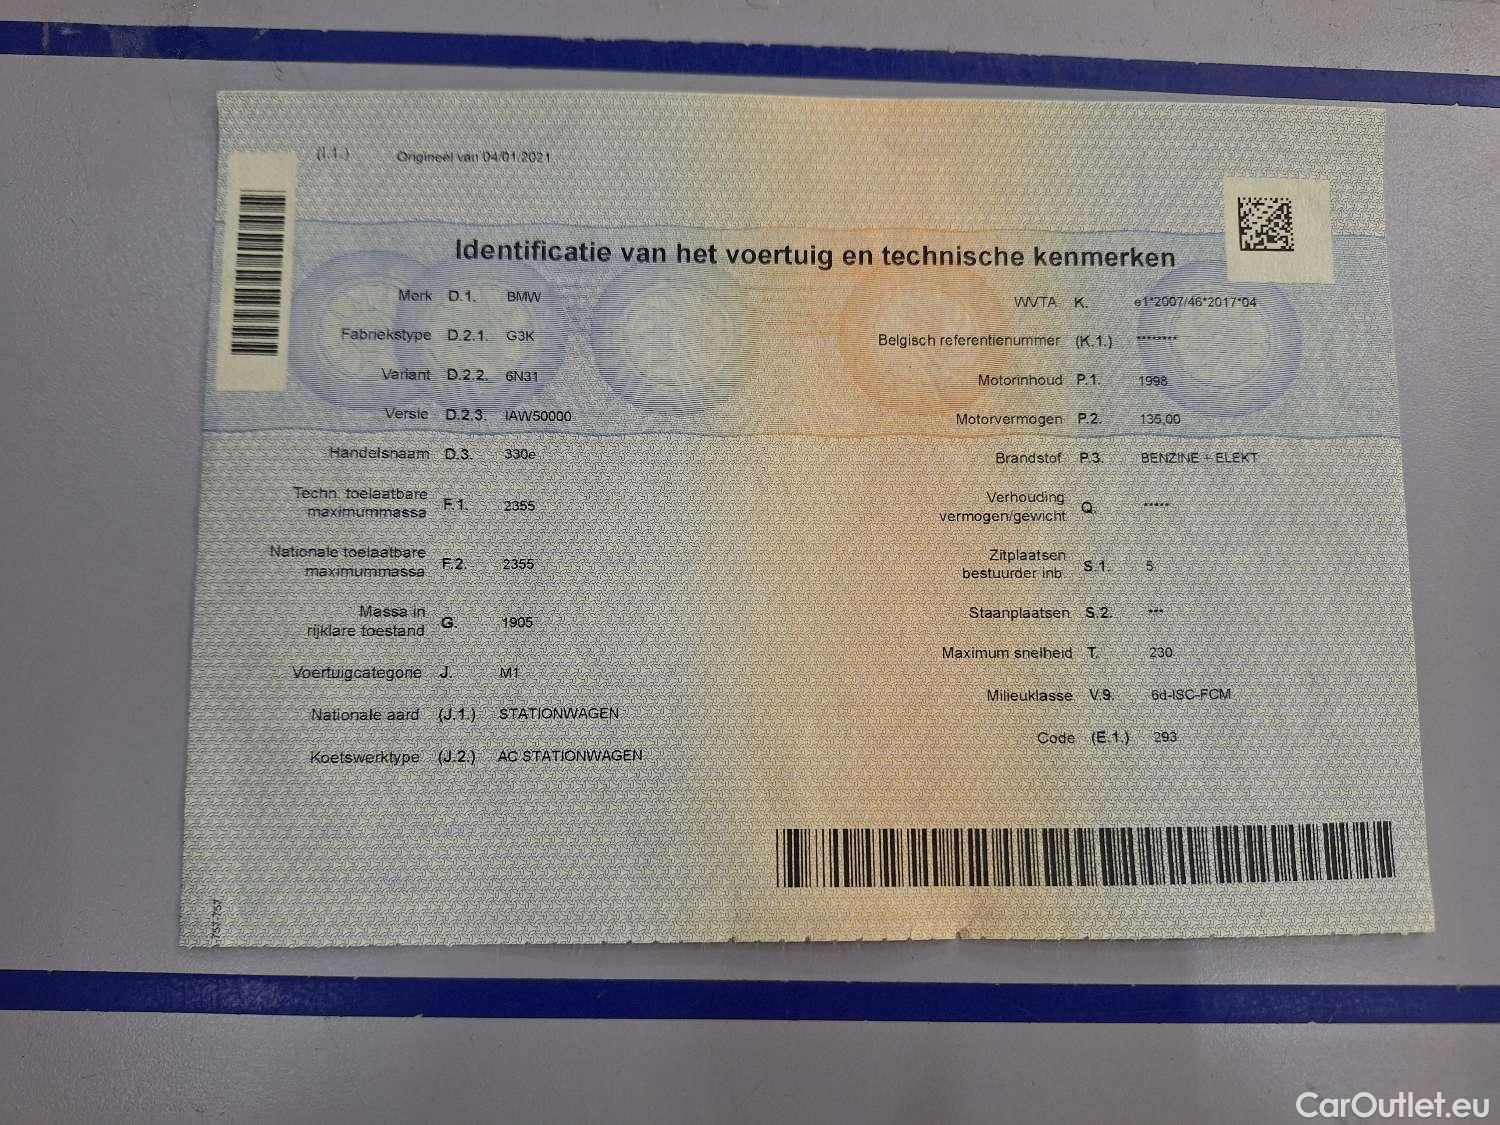 (I.1.) Origineel van 04/01/2021
Identificatie van het voertuig en technische kenmerken
Merk D.1. BMW
Fabriekstype D.2.1. G3K
Variant D.2.2. 6N31
Versie D.2.3. IAW50000
Handelsnaam D.3. 330e
Techn. toelaatbare
maximummassa F.1. 2355
Nationale toelaatbare
maximummassa F.2. 2355
Massa in
rijklare toestand G. 1905
Voertuigcategorie J. M1
Nationale aard (J.1.) STATIONWAGEN
Koetswerktype (J.2.) AC STATIONWAGEN
WVTA K. e1*2007/46*2017*04
Belgisch referentienummer (K.1.) ********
Motorinhoud P.1. 1998
Motorvermogen P.2. 135,00
Brandstof P.3. BENZINE + ELEKT
Verhouding
vermogen/gewicht Q. *****
Zitplaatsen
bestuurder inb. S.1. 5
Staanplaatsen S.2. ***
Maximum snelheid T. 230
Milieuklasse V.9. 6d-ISC-FCM
Code (E.1.) 293
CarOutlet.eu